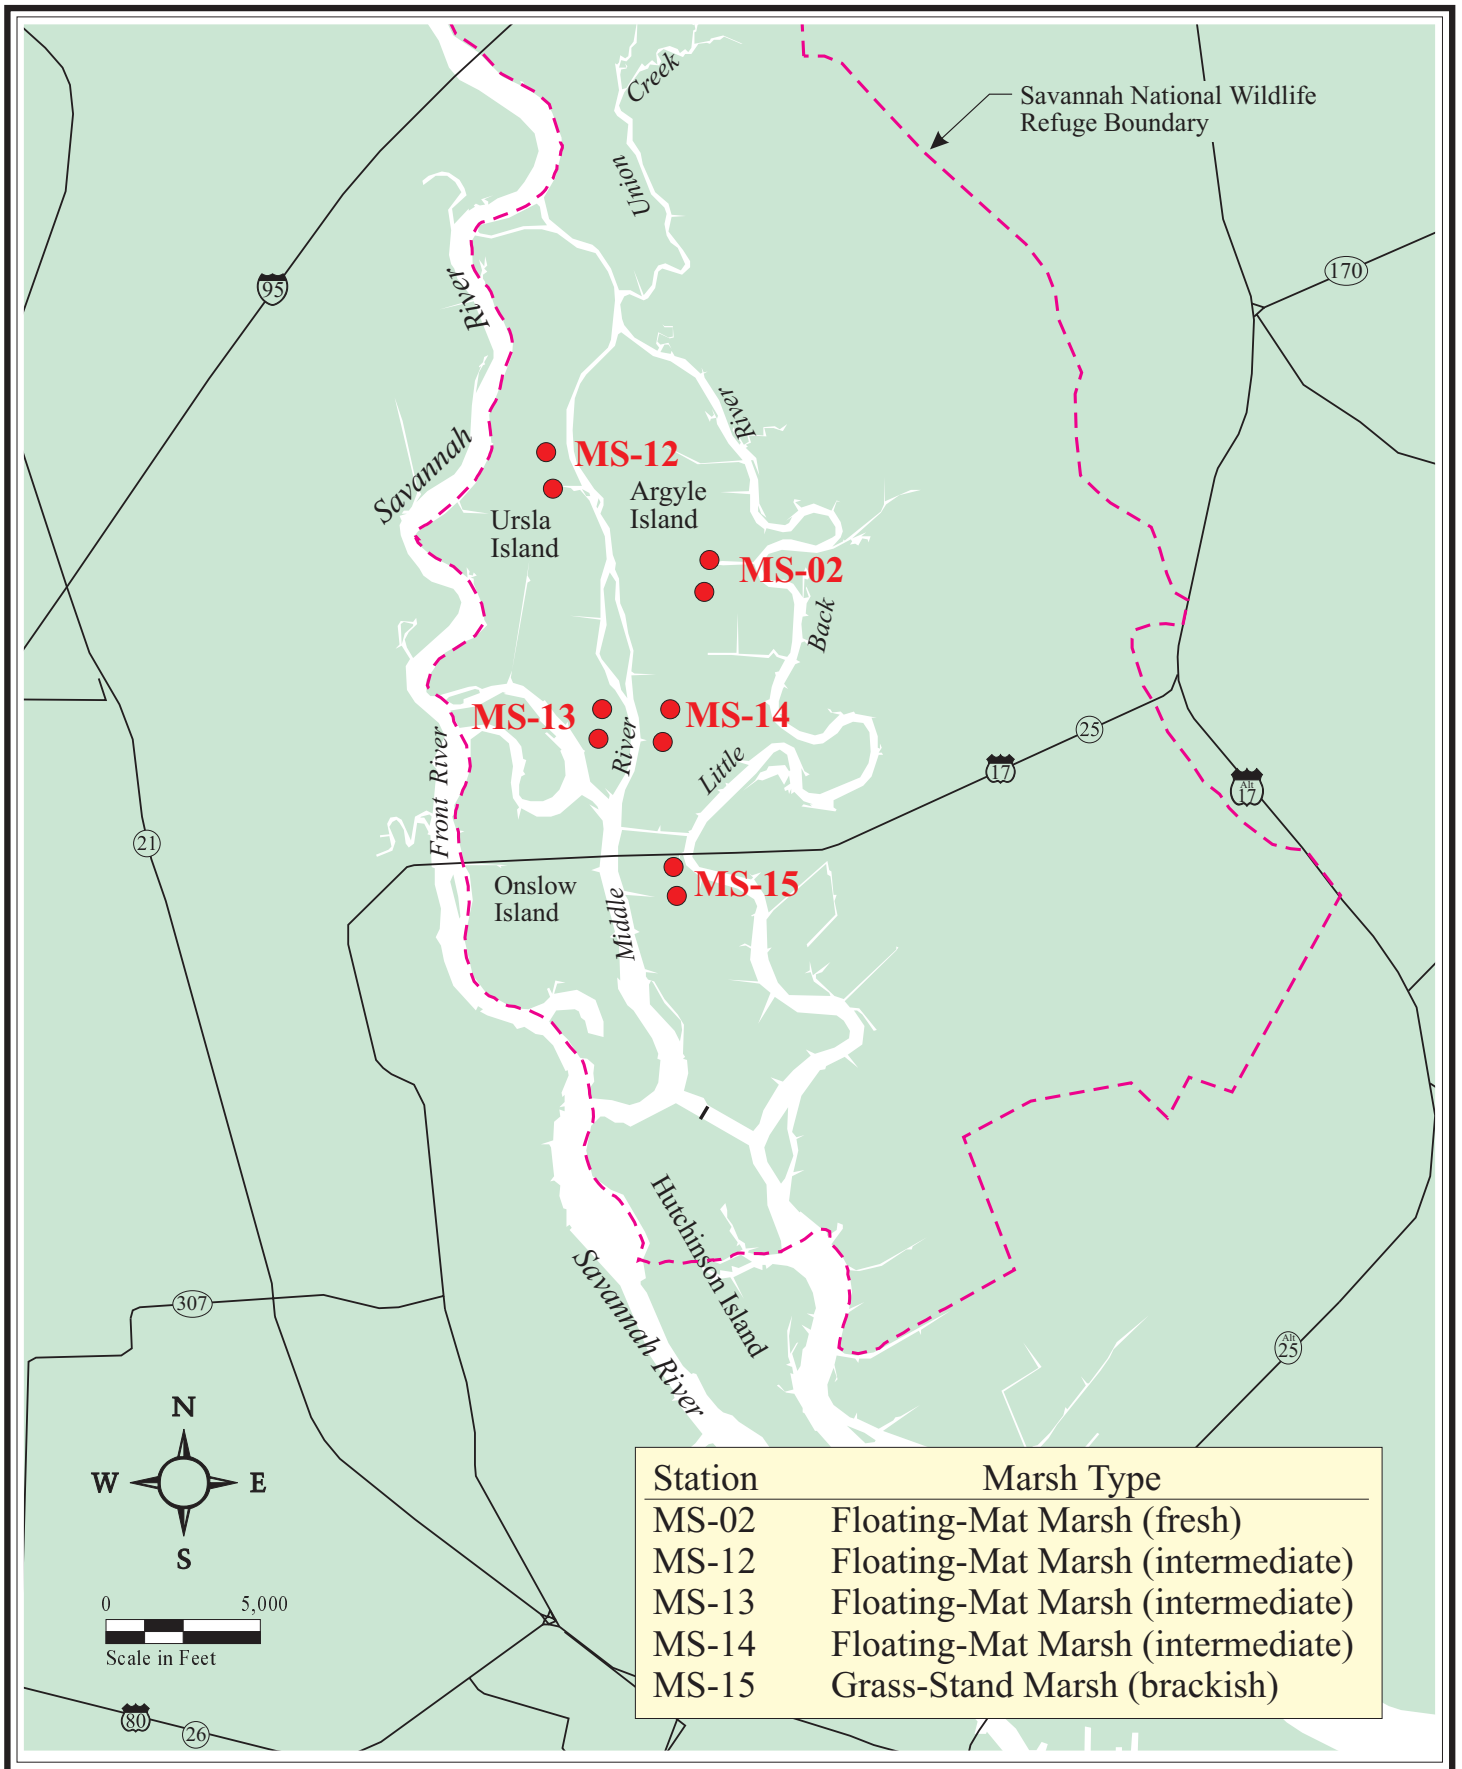 Creek
Savannah National Wildlife
Refuge Boundary
Union
170
95
River
River
Savannah
MS-12
Argyle
Island
Ursla
Island
MS-02
Back
MS-13
MS-14
River
Little
25
17
Alt
17
Front River
21
MS-15
Onslow
Island
Middle
Hutchinson Island
Savannah River
307
Alt
25
N
W E
S
0 5,000
Scale in Feet
80
26
Station Marsh Type
MS-02 Floating-Mat Marsh (fresh)
MS-12 Floating-Mat Marsh (intermediate)
MS-13 Floating-Mat Marsh (intermediate)
MS-14 Floating-Mat Marsh (intermediate)
MS-15 Grass-Stand Marsh (brackish)